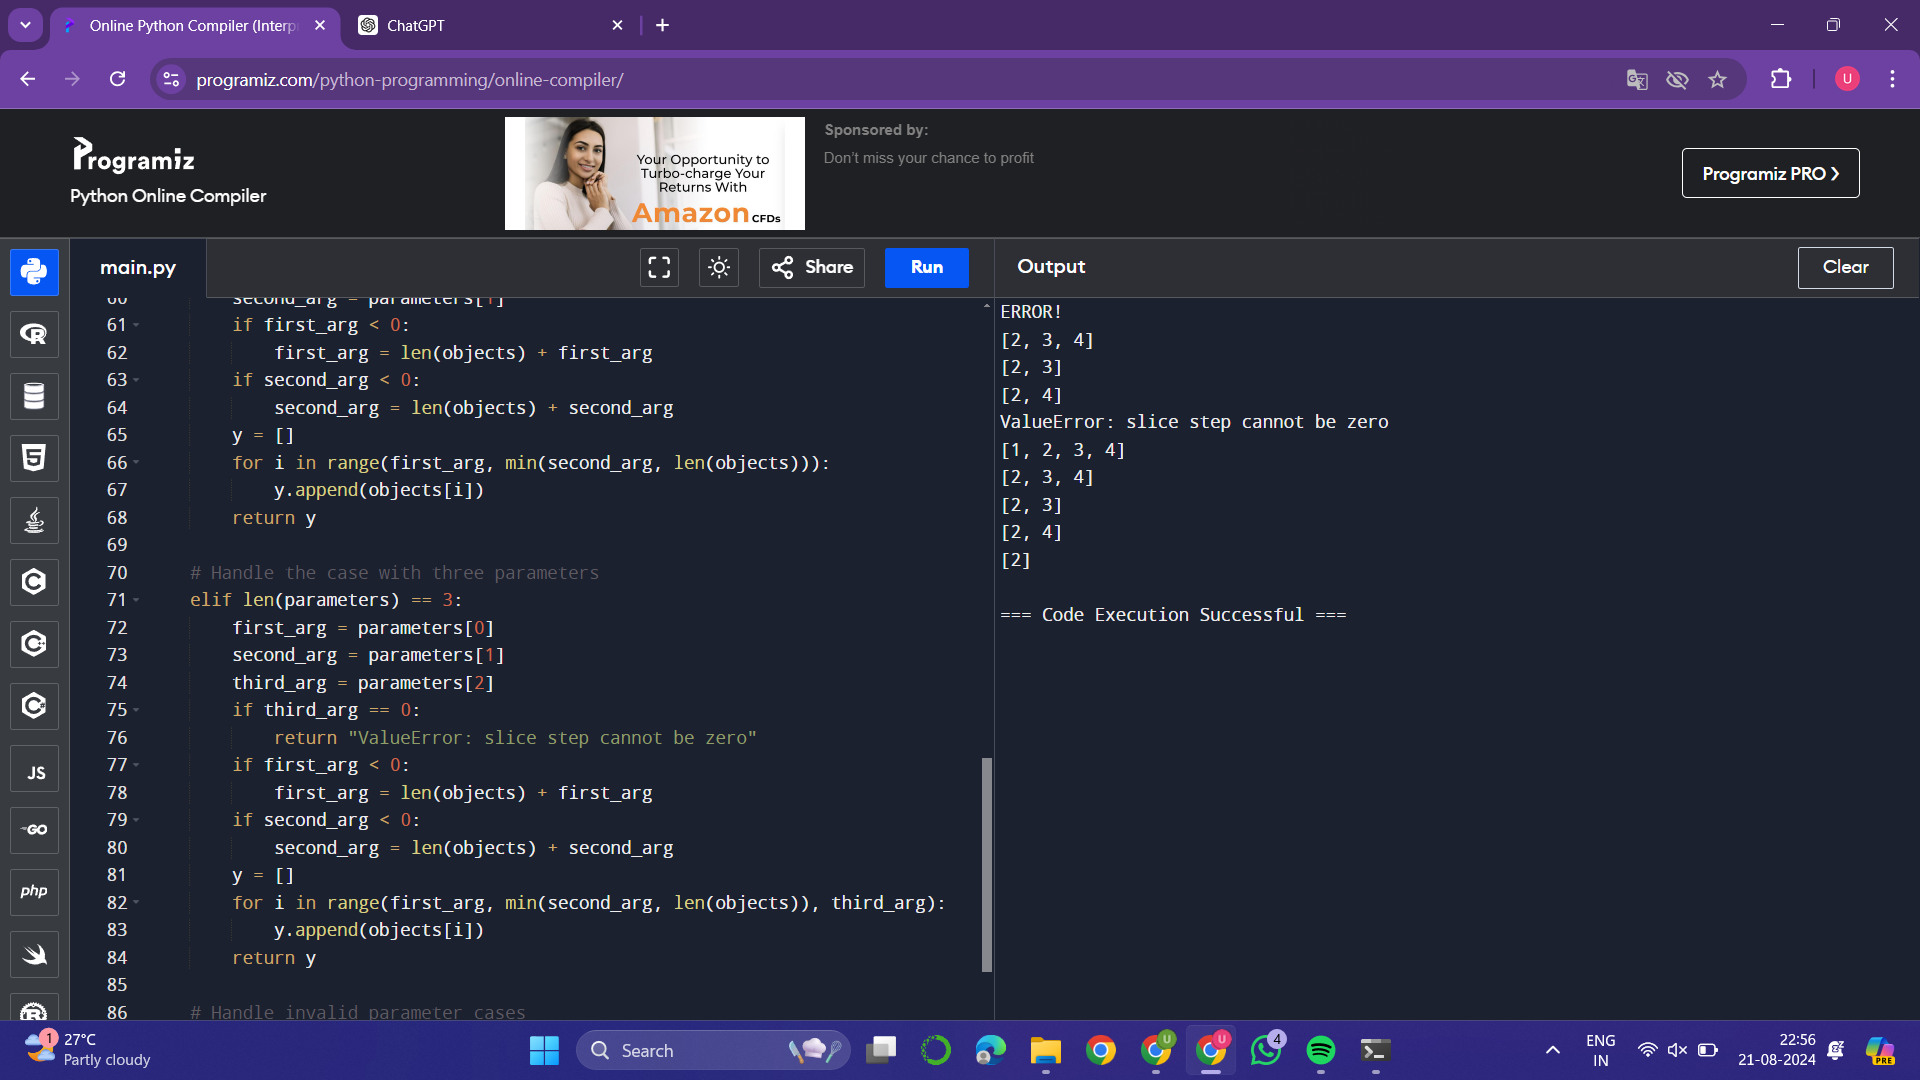 Online Python Compiler (Interp
ChatGPT
programiz.com/python-programming/online-compiler/
U
Programiz
Python Online Compiler
Your Opportunity to
Turbo-charge Your
Returns With
Amazon CFDs
Sponsored by:
Don't miss your chance to profit
Programiz PRO
main.py
Share
Run
Output
Clear
60 second_arg = parameters[1]
61 if first_arg < 0:
62 first_arg = len(objects) + first_arg
63 if second_arg < 0:
64 second_arg = len(objects) + second_arg
65 y = []
66 for i in range(first_arg, min(second_arg, len(objects))):
67 y.append(objects[i])
68 return y
69
70 # Handle the case with three parameters
71 elif len(parameters) == 3:
72 first_arg = parameters[0]
73 second_arg = parameters[1]
74 third_arg = parameters[2]
75 if third_arg == 0:
76 return "ValueError: slice step cannot be zero"
77 if first_arg < 0:
78 first_arg = len(objects) + first_arg
79 if second_arg < 0:
80 second_arg = len(objects) + second_arg
81 y = []
82 for i in range(first_arg, min(second_arg, len(objects)), third_arg):
83 y.append(objects[i])
84 return y
85
86 # Handle invalid parameter cases
ERROR!
[2, 3, 4]
[2, 3]
[2, 4]
ValueError: slice step cannot be zero
[1, 2, 3, 4]
[2, 3, 4]
[2, 3]
[2, 4]
[2]
=== Code Execution Successful ===
R
5
C
C
C
JS
GO
php
R
1
27°C
Partly cloudy
Search
U
U
4
ENG
IN
22:56
21-08-2024
PRE